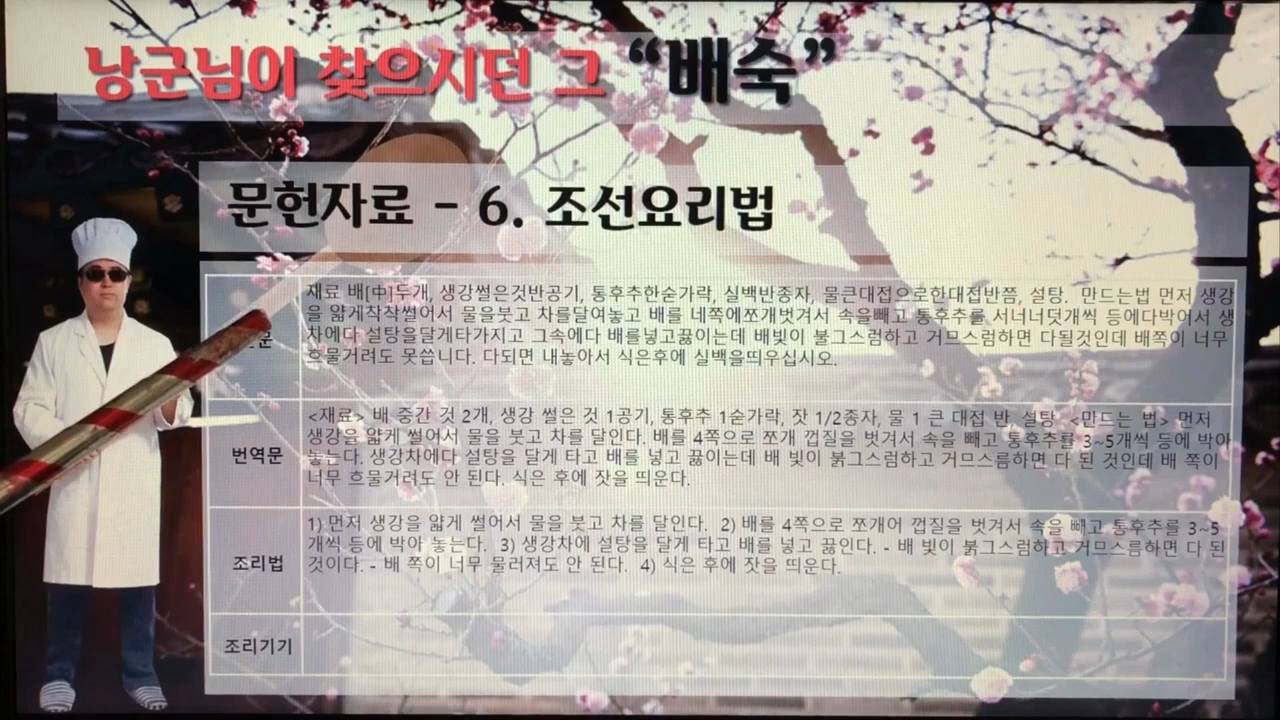 낭군님이 찾으시던 그 “배숙”
문헌자료 - 6. 조선요리법
재료 배[中]두개, 생강썰은것반공기, 통후추한숟가락, 실백반종자, 물큰대접으로한대접반쯤, 설탕. 만드는법 먼저 생강
을 얇게착착썰어서 물을붓고 차를달여놓고 배를 네쪽에쪼개벗겨서 속을빼고 통후추를 서너너덧개씩 등에다박어서 생
차에다 설탕을달게타가지고 그속에다 배를넣고끓이는데 배빛이 불그스럼하고 거므스럼하면 다될것인데 배쪽이 너무
흐물거려도 못씁니다. 다되면 내놓아서 식은후에 실백을띄우십시오.
문
<재료> 배 중간 것 2개, 생강 썰은 것 1공기, 통후추 1숟가락, 잣 1/2종자, 물 1 큰 대접 반, 설탕 <만드는 법> 먼저
생강을 얇게 썰어서 물을 붓고 차를 달인다. 배를 4쪽으로 쪼개 껍질을 벗겨서 속을 빼고 통후추를 3~5개씩 등에 박아
번역문
놓는다. 생강차에다 설탕을 달게 타고 배를 넣고 끓이는데 배 빛이 붉그스럼하고 거므스름하면 다 된 것인데 배 쪽이
너무 흐물거려도 안 된다. 식은 후에 잣을 띄운다.
1) 먼저 생강을 얇게 썰어서 물을 붓고 차를 달인다. 2) 배를 4쪽으로 쪼개어 껍질을 벗겨서 속을 빼고 통후추를 3~5
개씩 등에 박아 놓는다. 3) 생강차에 설탕을 달게 타고 배를 넣고 끓인다. - 배 빛이 붉그스럼하고 거므스름하면 다 된
조리법
것이다. - 배 쪽이 너무 물러져도 안 된다. 4) 식은 후에 잣을 띄운다.
조리기기